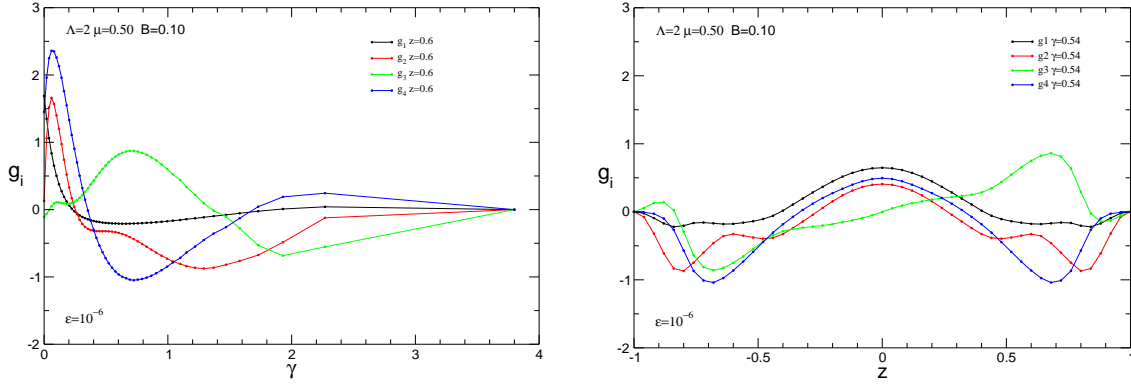 Λ=2 μ=0.50 B=0.10
g₁ z=0.6
g₂ z=0.6
g₃ z=0.6
g₄ z=0.6
3
2
1
0
-1
-2
gᵢ
ε=10⁻⁶
0 1 2 3 4
γ
Λ=2 μ=0.50 B=0.10
g1 γ=0.54
g2 γ=0.54
g3 γ=0.54
g4 γ=0.54
3
2
1
0
-1
-2
gᵢ
ε=10⁻⁶
-1 -0.5 0 0.5 1
z